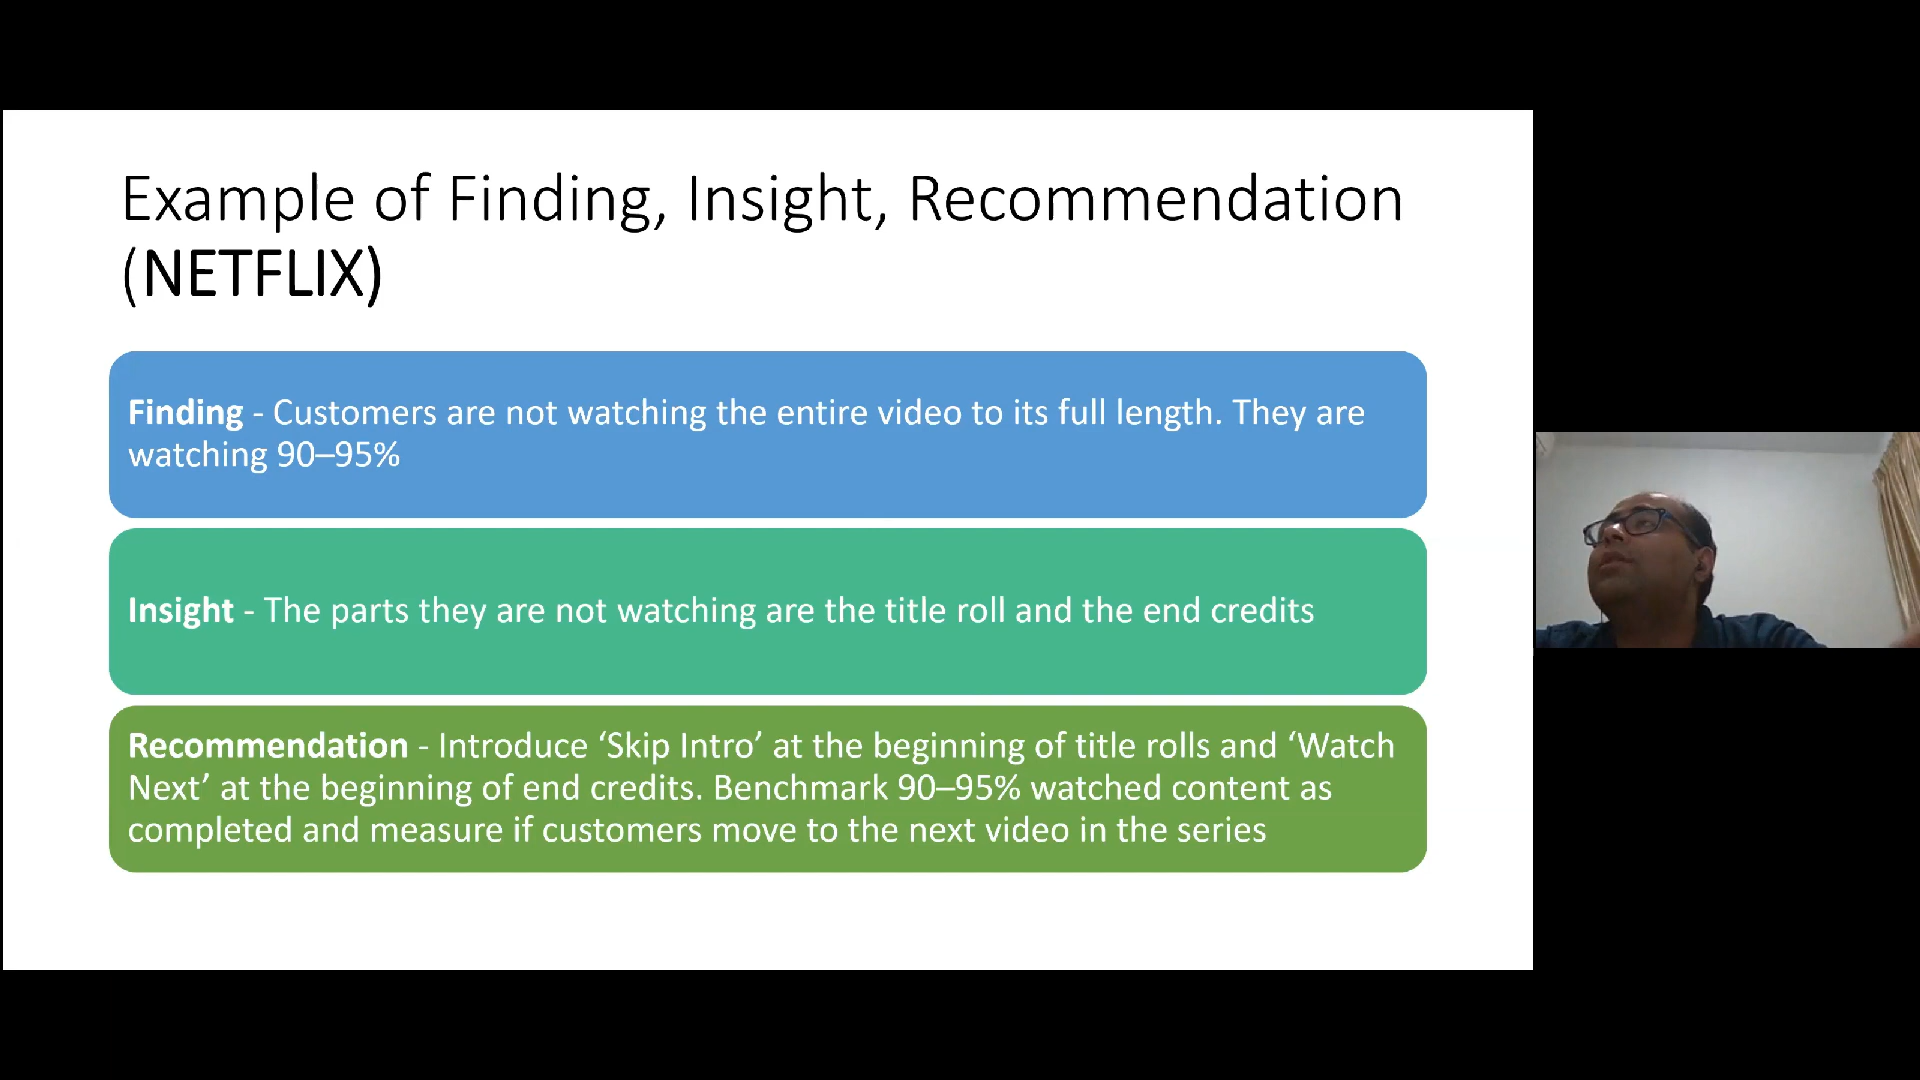 Example of Finding, Insight, Recommendation
(NETFLIX)
Finding - Customers are not watching the entire video to its full length. They are
watching 90–95%
Insight - The parts they are not watching are the title roll and the end credits
Recommendation - Introduce ‘Skip Intro’ at the beginning of title rolls and ‘Watch
Next’ at the beginning of end credits. Benchmark 90–95% watched content as
completed and measure if customers move to the next video in the series